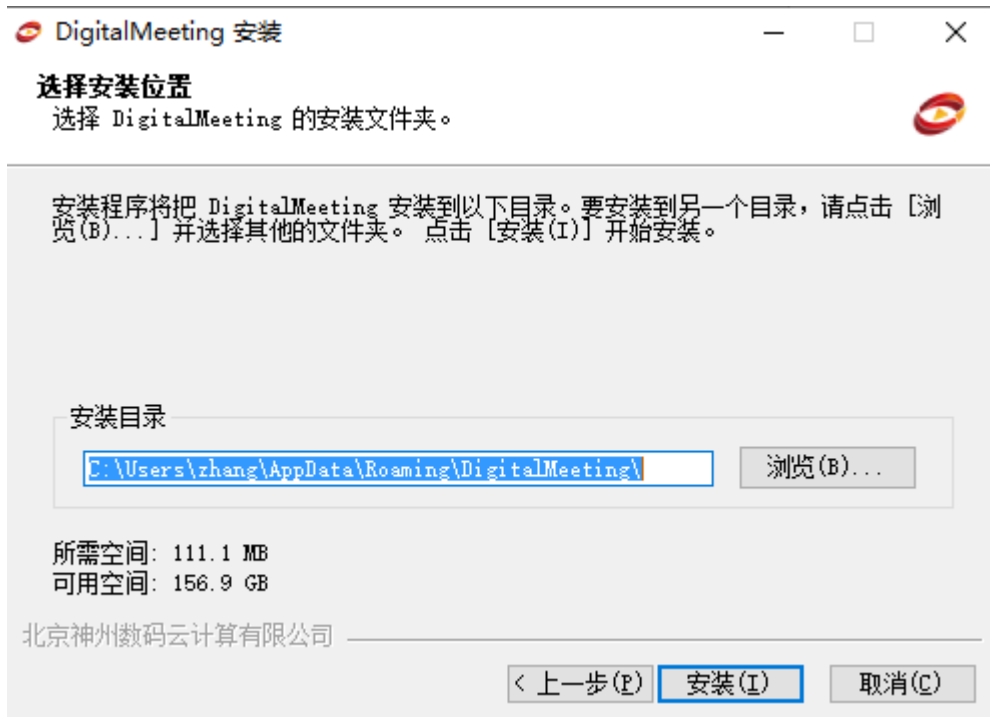 DigitalMeeting 安装
选择安装位置
选择 DigitalMeeting 的安装文件夹。
安装程序将把 DigitalMeeting 安装到以下目录。要安装到另一个目录，请点击 [浏
览(B)...] 并选择其他的文件夹。 点击 [安装(I)] 开始安装。
安装目录
C:\Users\zhang\AppData\Roaming\DigitalMeeting\
浏览(B)...
所需空间: 111.1 MB
可用空间: 156.9 GB
北京神州数码云计算有限公司
< 上一步(P)
安装(I)
取消(C)